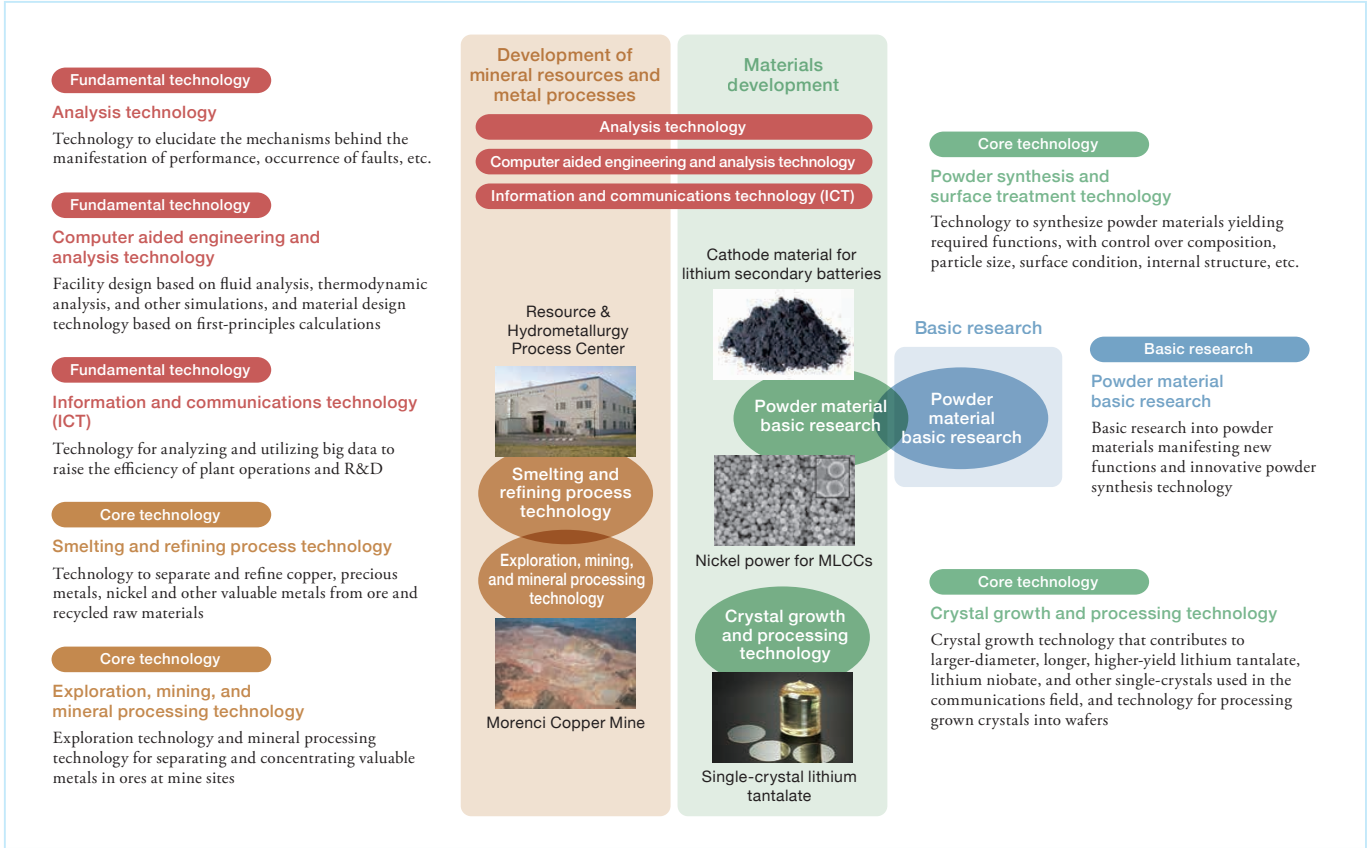 Fundamental technology
Analysis technology
Technology to elucidate the mechanisms behind the
manifestation of performance, occurrence of faults, etc.
Fundamental technology
Computer aided engineering and
analysis technology
Facility design based on fluid analysis, thermodynamic
analysis, and other simulations, and material design
technology based on first-principles calculations
Fundamental technology
Information and communications technology
(ICT)
Technology for analyzing and utilizing big data to
raise the efficiency of plant operations and R&D
Core technology
Smelting and refining process technology
Technology to separate and refine copper, precious
metals, nickel and other valuable metals from ore and
recycled raw materials
Core technology
Exploration, mining, and
mineral processing technology
Exploration technology and mineral processing
technology for separating and concentrating valuable
metals in ores at mine sites
Development of
mineral resources and
metal processes
Materials
development
Analysis technology
Computer aided engineering and analysis technology
Information and communications technology (ICT)
Resource &
Hydrometallurgy
Process Center
Smelting and
refining process
technology
Exploration, mining,
and mineral processing
technology
Morenci Copper Mine
Cathode material for
lithium secondary batteries
Powder material
basic research
Nickel power for MLCCs
Crystal growth
and processing
technology
Single-crystal lithium
tantalate
Basic research
Powder
material
basic research
Core technology
Powder synthesis and
surface treatment technology
Technology to synthesize powder materials yielding
required functions, with control over composition,
particle size, surface condition, internal structure, etc.
Basic research
Powder material
basic research
Basic research into powder
materials manifesting new
functions and innovative powder
synthesis technology
Core technology
Crystal growth and processing technology
Crystal growth technology that contributes to
larger-diameter, longer, higher-yield lithium tantalate,
lithium niobate, and other single-crystals used in the
communications field, and technology for processing
grown crystals into wafers